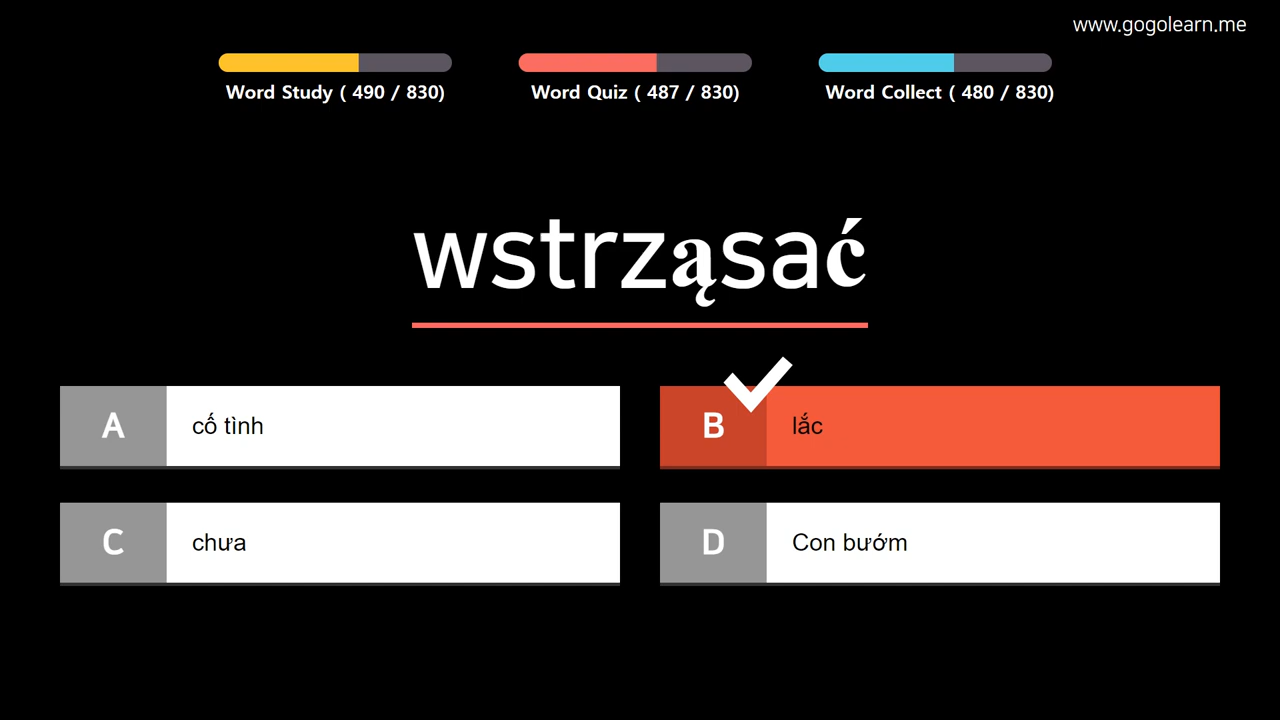 www.gogolearn.me
Word Study ( 490 / 830)
Word Quiz ( 487 / 830)
Word Collect ( 480 / 830)
wstrząsać
A cố tình
B lắc
C chưa
D Con bướm